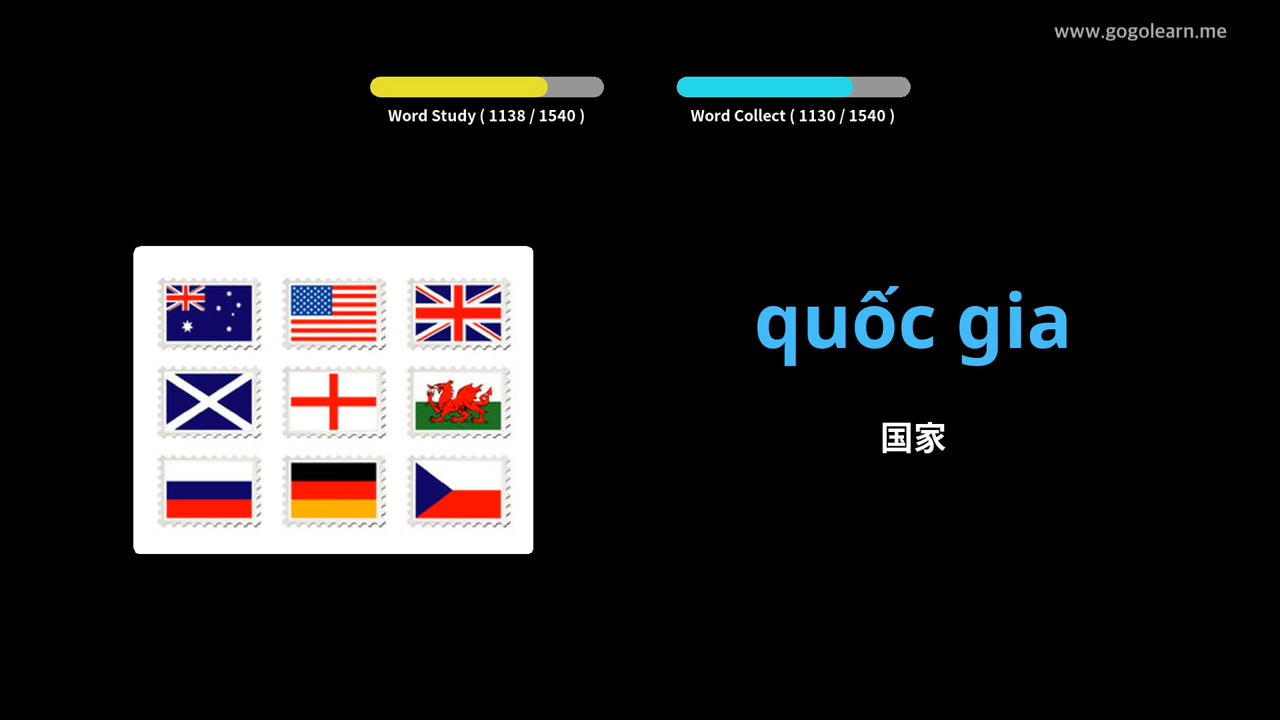 www.gogolearn.me
Word Study ( 1138 / 1540 )
Word Collect ( 1130 / 1540 )
quốc gia
国家